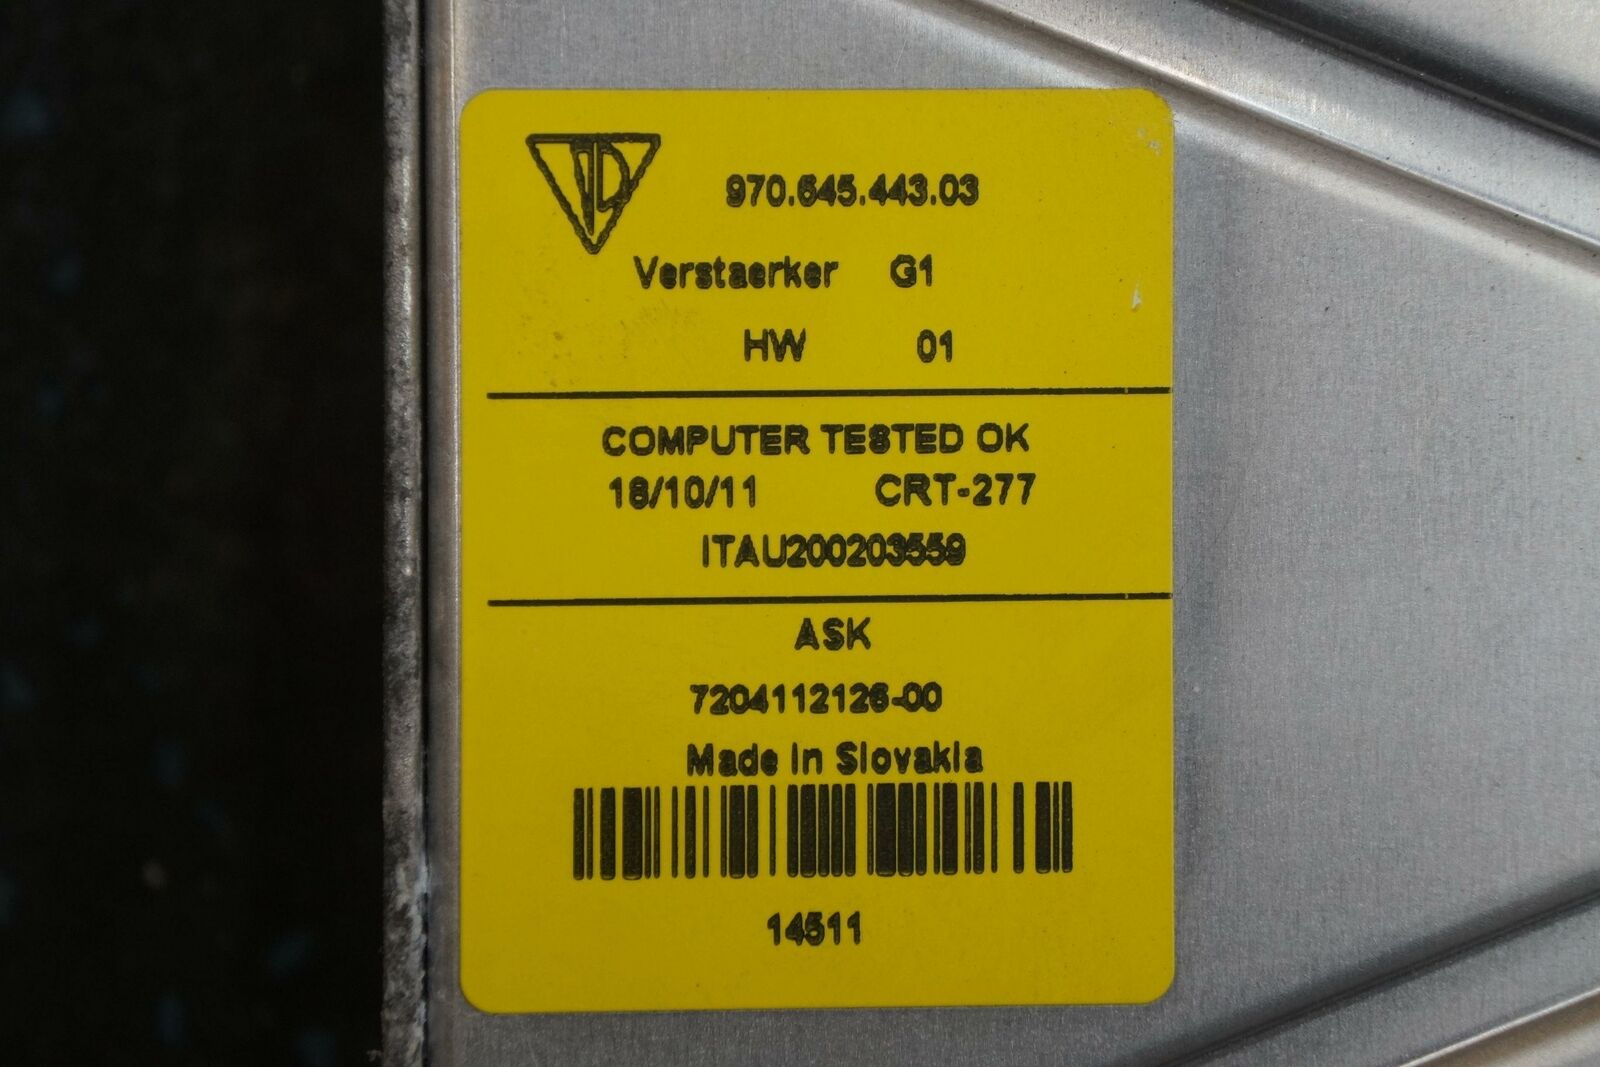 970.645.443.03
Verstaerker G1
HW 01
COMPUTER TESTED OK
18/10/11 CRT-277
ITAU200203559
ASK
7204112126-00
Made in Slovakia
14511